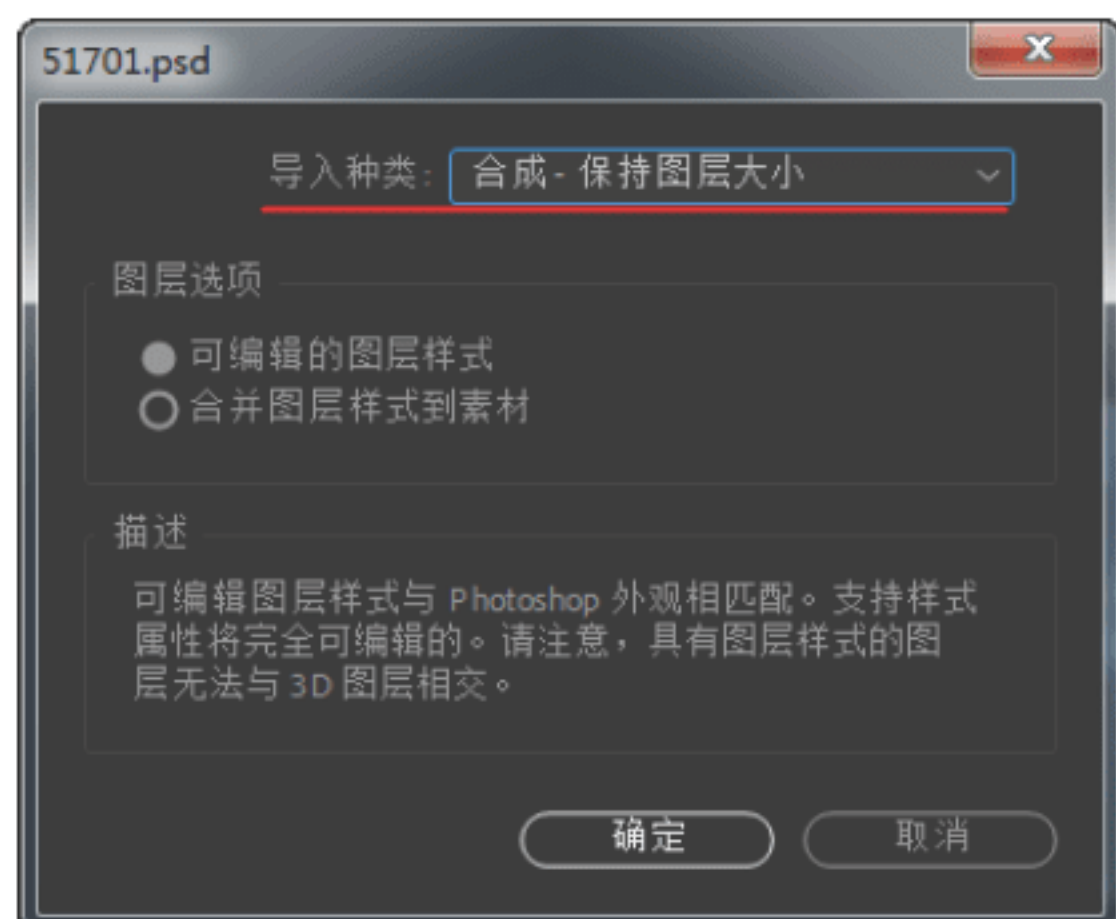 51701.psd
导入种类: 合成- 保持图层大小
图层选项
可编辑的图层样式
合并图层样式到素材
描述
可编辑图层样式与 Photoshop 外观相匹配。支持样式
属性将完全可编辑的。请注意，具有图层样式的图
层无法与 3D 图层相交。
确定 取消